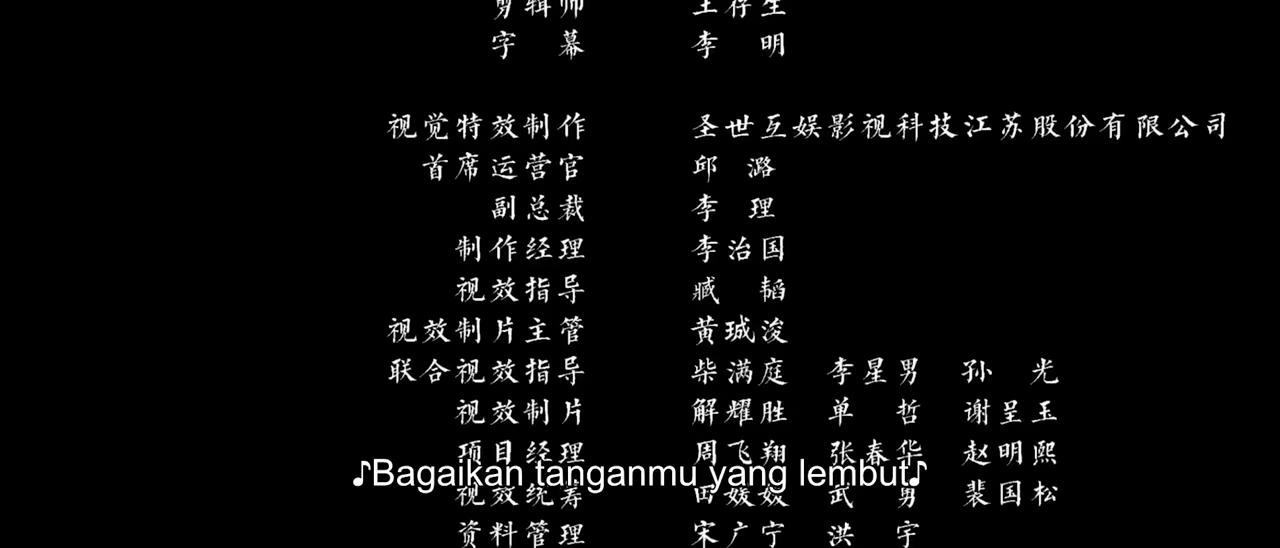 剪辑师 王存生
字幕 李明
视觉特效制作 圣世互娱影视科技江苏股份有限公司
首席运营官 邱潞
副总裁 李理
制作经理 李治国
视效指导 臧韬
视效制片主管 黄珹浚
联合视效指导 柴满庭 李星男 孙光
视效制片 解耀胜 单哲 谢呈玉
项目经理 周飞翔 张春华 赵明熙
♪Bagaikan tanganmu yang lembut♪
视效统筹 田媛媛 武勇 裴国松
资料管理 宋广宁 洪宇